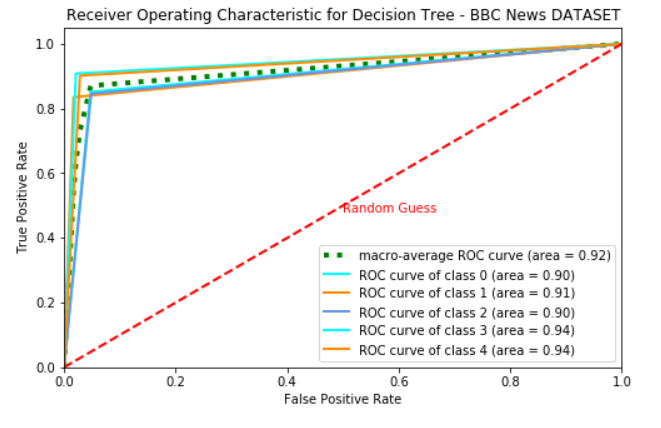 Receiver Operating Characteristic for Decision Tree - BBC News DATASET
1.0
0.8
0.6
0.4
0.2
0.0
True Positive Rate
Random Guess
macro-average ROC curve (area = 0.92)
ROC curve of class 0 (area = 0.90)
ROC curve of class 1 (area = 0.91)
ROC curve of class 2 (area = 0.90)
ROC curve of class 3 (area = 0.94)
ROC curve of class 4 (area = 0.94)
0.0 0.2 0.4 0.6 0.8 1.0
False Positive Rate